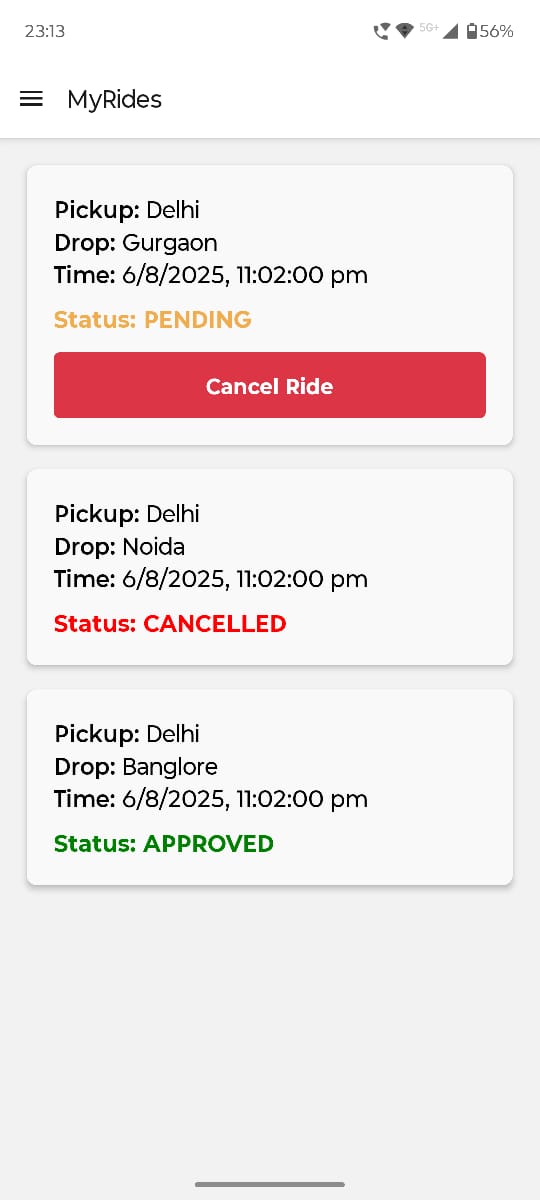 23:13
5G+
56%
MyRides
Pickup: Delhi
Drop: Gurgaon
Time: 6/8/2025, 11:02:00 pm
Status: PENDING
Cancel Ride
Pickup: Delhi
Drop: Noida
Time: 6/8/2025, 11:02:00 pm
Status: CANCELLED
Pickup: Delhi
Drop: Banglore
Time: 6/8/2025, 11:02:00 pm
Status: APPROVED